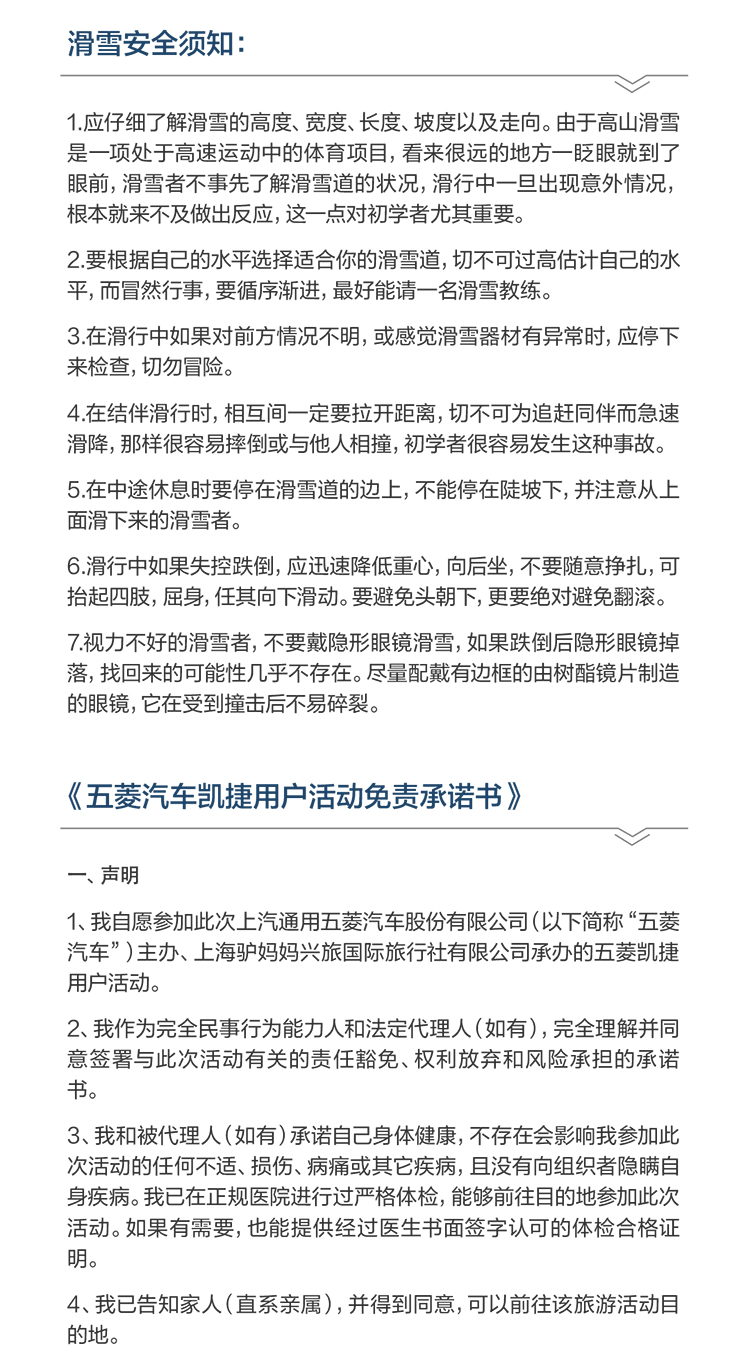 滑雪安全须知：
1.应仔细了解滑雪的高度、宽度、长度、坡度以及走向。由于高山滑雪
是一项处于高速运动中的体育项目，看来很远的地方一眨眼就到了
眼前，滑雪者不事先了解滑雪道的状况，滑行中一旦出现意外情况，
根本就来不及做出反应，这一点对初学者尤其重要。
2.要根据自己的水平选择适合你的滑雪道，切不可过高估计自己的水
平，而冒然行事，要循序渐进，最好能请一名滑雪教练。
3.在滑行中如果对前方情况不明，或感觉滑雪器材有异常时，应停下
来检查，切勿冒险。
4.在结伴滑行时，相互间一定要拉开距离，切不可为追赶同伴而急速
滑降，那样很容易摔倒或与他人相撞，初学者很容易发生这种事故。
5.在中途休息时要停在滑雪道的边上，不能停在陡坡下，并注意从上
面滑下来的滑雪者。
6.滑行中如果失控跌倒，应迅速降低重心，向后坐，不要随意挣扎，可
抬起四肢，屈身，任其向下滑动。要避免头朝下，更要绝对避免翻滚。
7.视力不好的滑雪者，不要戴隐形眼镜滑雪，如果跌倒后隐形眼镜掉
落，找回来的可能性几乎不存在。尽量配戴有边框的由树酯镜片制造
的眼镜，它在受到撞击后不易碎裂。
《五菱汽车凯捷用户活动免责承诺书》
一、声明
1、我自愿参加此次上汽通用五菱汽车股份有限公司（以下简称“五菱
汽车”）主办、上海驴妈妈兴旅国际旅行社有限公司承办的五菱凯捷
用户活动。
2、我作为完全民事行为能力人和法定代理人（如有），完全理解并同
意签署与此次活动有关的责任豁免、权利放弃和风险承担的承诺
书。
3、我和被代理人（如有）承诺自己身体健康，不存在会影响我参加此
次活动的任何不适、损伤、病痛或其它疾病，且没有向组织者隐瞒自
身疾病。我已在正规医院进行过严格体检，能够前往目的地参加此次
活动。如果有需要，也能提供经过医生书面签字认可的体检合格证
明。
4、我已告知家人（直系亲属），并得到同意，可以前往该旅游活动目
的地。